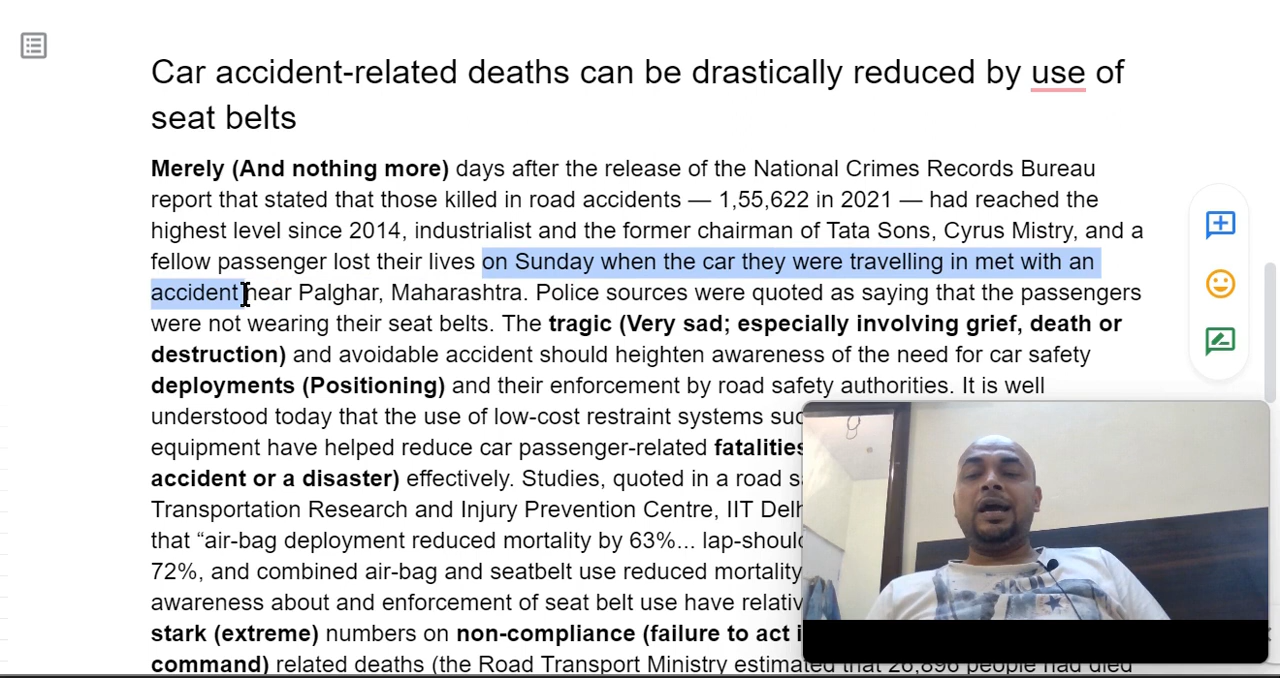 Car accident-related deaths can be drastically reduced by use of
seat belts
Merely (And nothing more) days after the release of the National Crimes Records Bureau
report that stated that those killed in road accidents — 1,55,622 in 2021 — had reached the
highest level since 2014, industrialist and the former chairman of Tata Sons, Cyrus Mistry, and a
fellow passenger lost their lives on Sunday when the car they were travelling in met with an
accident near Palghar, Maharashtra. Police sources were quoted as saying that the passengers
were not wearing their seat belts. The tragic (Very sad; especially involving grief, death or
destruction) and avoidable accident should heighten awareness of the need for car safety
deployments (Positioning) and their enforcement by road safety authorities. It is well
understood today that the use of low-cost restraint systems
equipment have helped reduce car passenger-related fatalities
accident or a disaster) effectively. Studies, quoted in a road
Transportation Research and Injury Prevention Centre, IIT
that “air-bag deployment reduced mortality by 63%...
72%, and combined air-bag and seatbelt use reduced mortality
awareness about and enforcement of seat belt use have
stark (extreme) numbers on non-compliance (failure to act
command) related deaths (the Road Transport Ministry estimated that 26,896 people had died